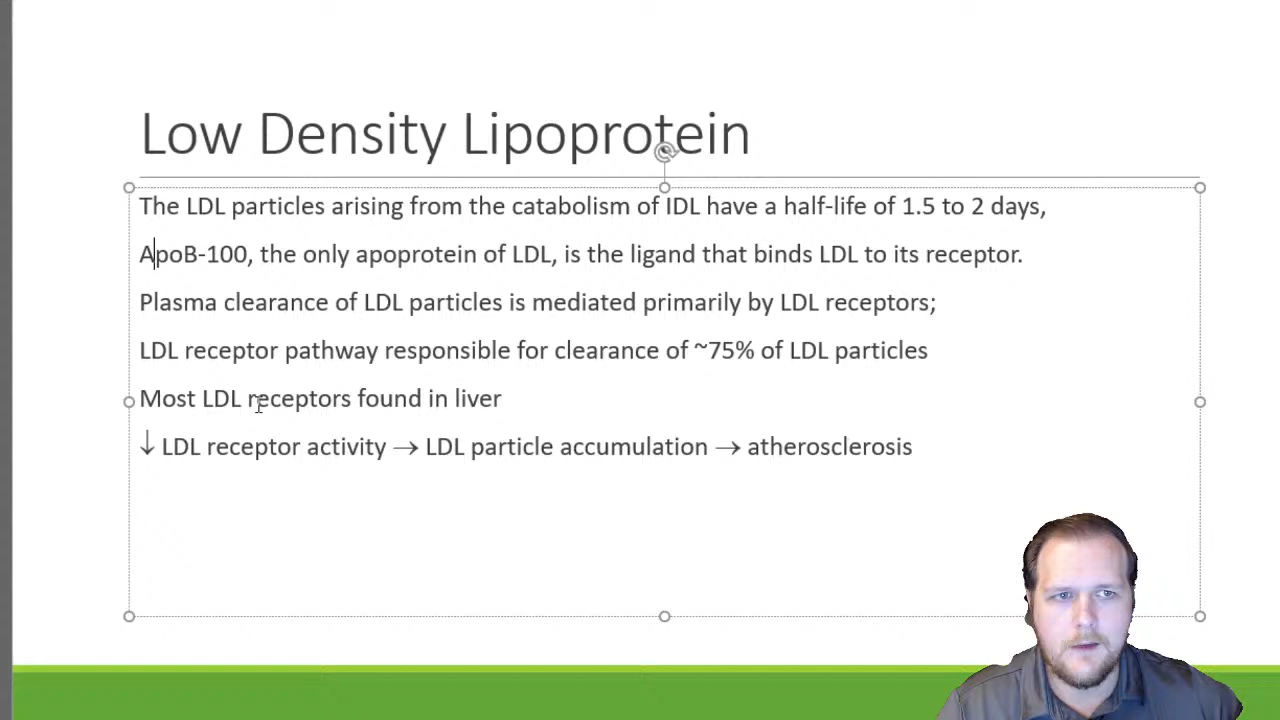 Low Density Lipoprotein
The LDL particles arising from the catabolism of IDL have a half-life of 1.5 to 2 days,
ApoB-100, the only apoprotein of LDL, is the ligand that binds LDL to its receptor.
Plasma clearance of LDL particles is mediated primarily by LDL receptors;
LDL receptor pathway responsible for clearance of ~75% of LDL particles
Most LDL receptors found in liver
↓ LDL receptor activity → LDL particle accumulation → atherosclerosis